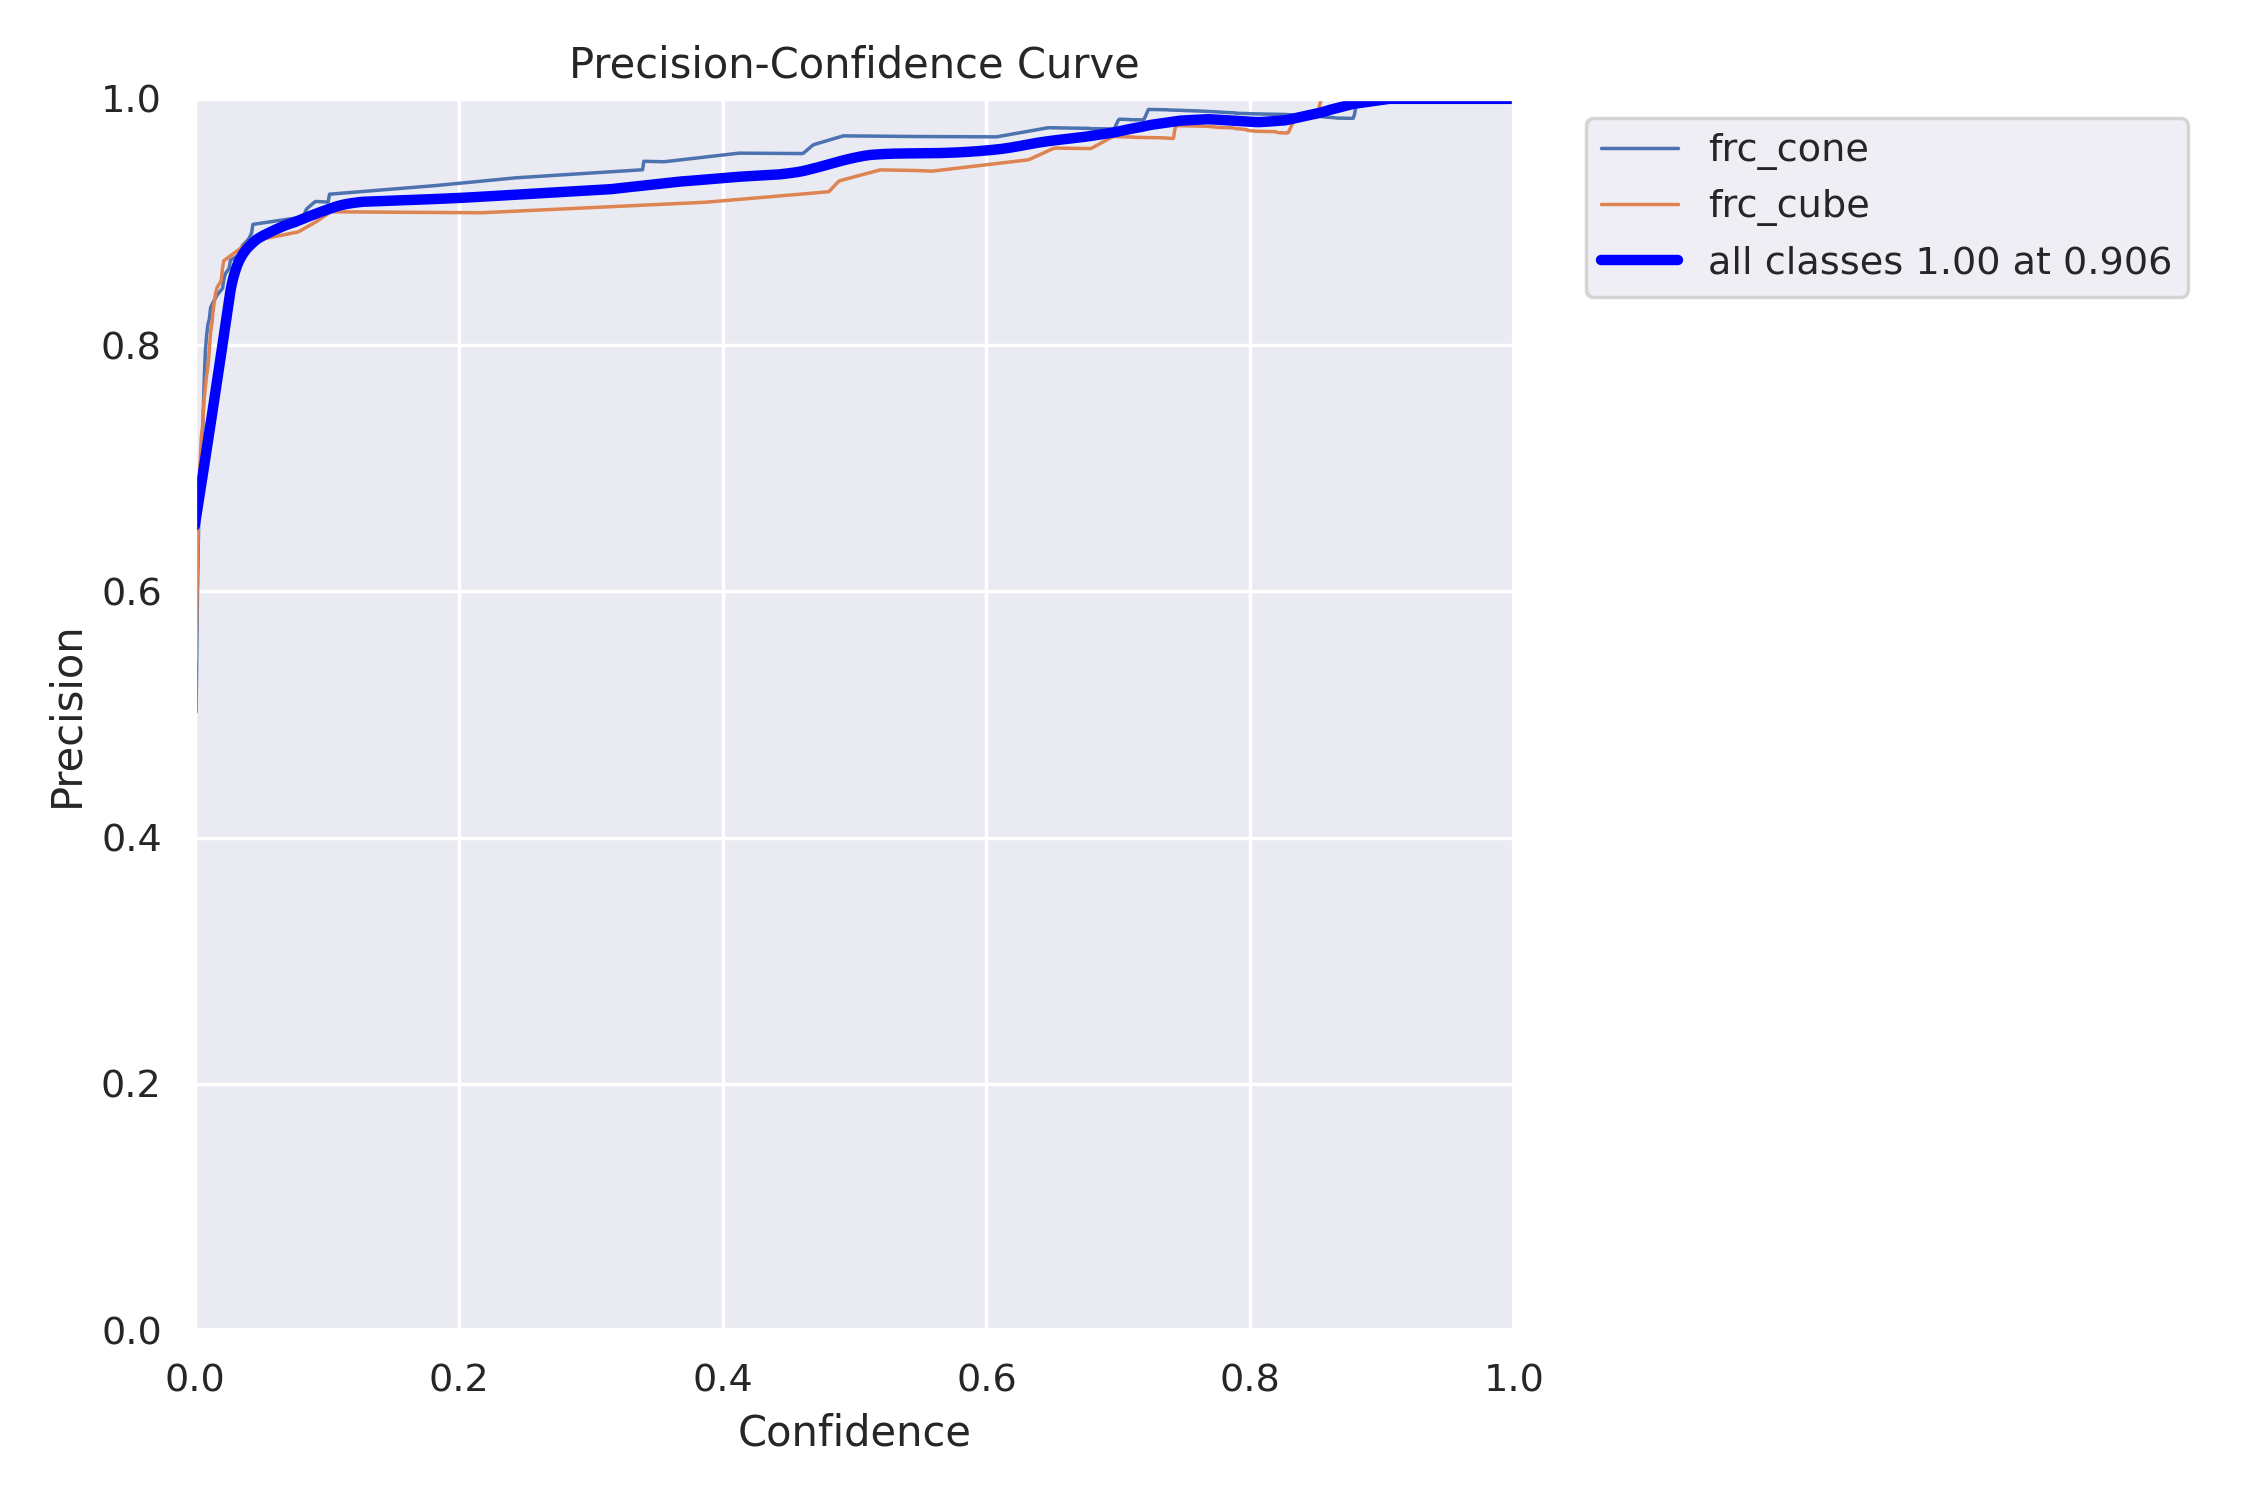 Precision-Confidence Curve
1.0
0.8
0.6
0.4
0.2
0.0
Precision
0.0 0.2 0.4 0.6 0.8 1.0
Confidence
frc_cone
frc_cube
all classes 1.00 at 0.906